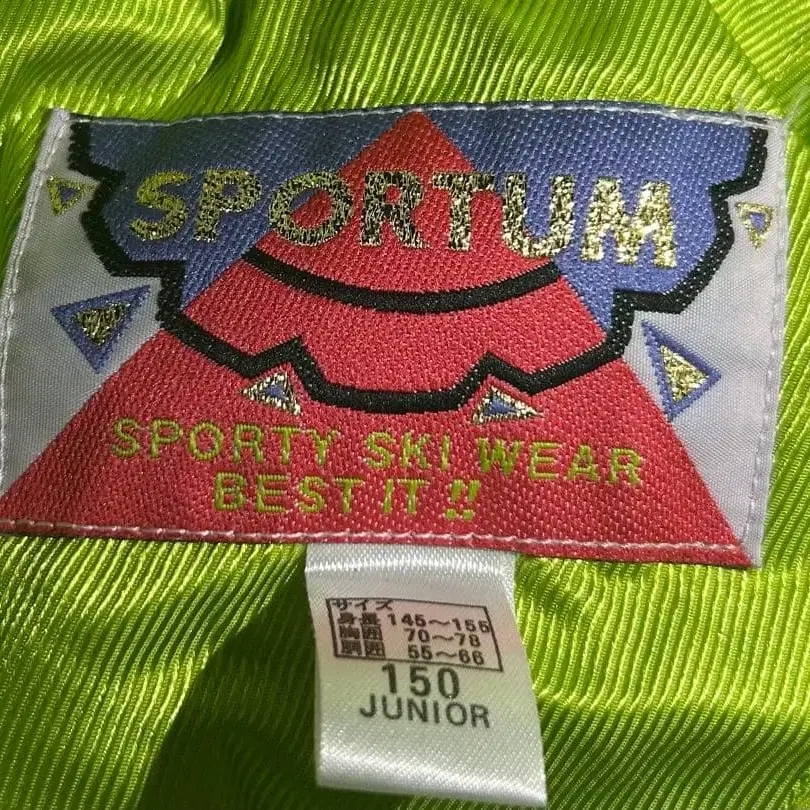 SPORTUM
SPORTY SKI WEAR
BEST IT !!
サイズ
身長 145～155
胸囲 70～78
胴囲 55～66
150
JUNIOR